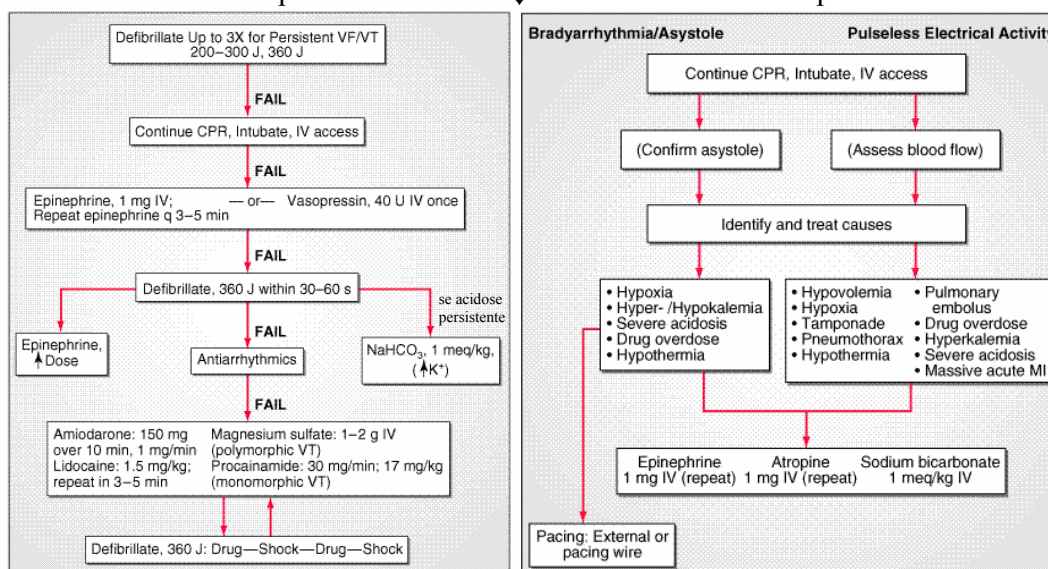 Defibrillate Up to 3X for Persistent VF/VT
200–300 J, 360 J
FAIL
Continue CPR, Intubate, IV access
FAIL
Epinephrine, 1 mg IV; — or— Vasopressin, 40 U IV once
Repeat epinephrine q 3–5 min
FAIL
Defibrillate, 360 J within 30–60 s
se acidose
persistente
Epinephrine,
↑ Dose
FAIL
Antiarrhythmics
NaHCO3, 1 meq/kg,
(↑K+)
FAIL
Amiodarone: 150 mg
over 10 min, 1 mg/min
Lidocaine: 1.5 mg/kg;
repeat in 3–5 min
Magnesium sulfate: 1–2 g IV
(polymorphic VT)
Procainamide: 30 mg/min; 17 mg/kg
(monomorphic VT)
Defibrillate, 360 J: Drug—Shock—Drug—Shock
Bradyarrhythmia/Asystole
Pulseless Electrical Activity
Continue CPR, Intubate, IV access
(Confirm asystole)
(Assess blood flow)
Identify and treat causes
• Hypoxia
• Hyper- /Hypokalemia
• Severe acidosis
• Drug overdose
• Hypothermia
• Hypovolemia
• Hypoxia
• Tamponade
• Pneumothorax
• Hypothermia
• Pulmonary
embolus
• Drug overdose
• Hyperkalemia
• Severe acidosis
• Massive acute MI
Epinephrine
1 mg IV (repeat)
Atropine
1 mg IV (repeat)
Sodium bicarbonate
1 meq/kg IV
Pacing: External or
pacing wire